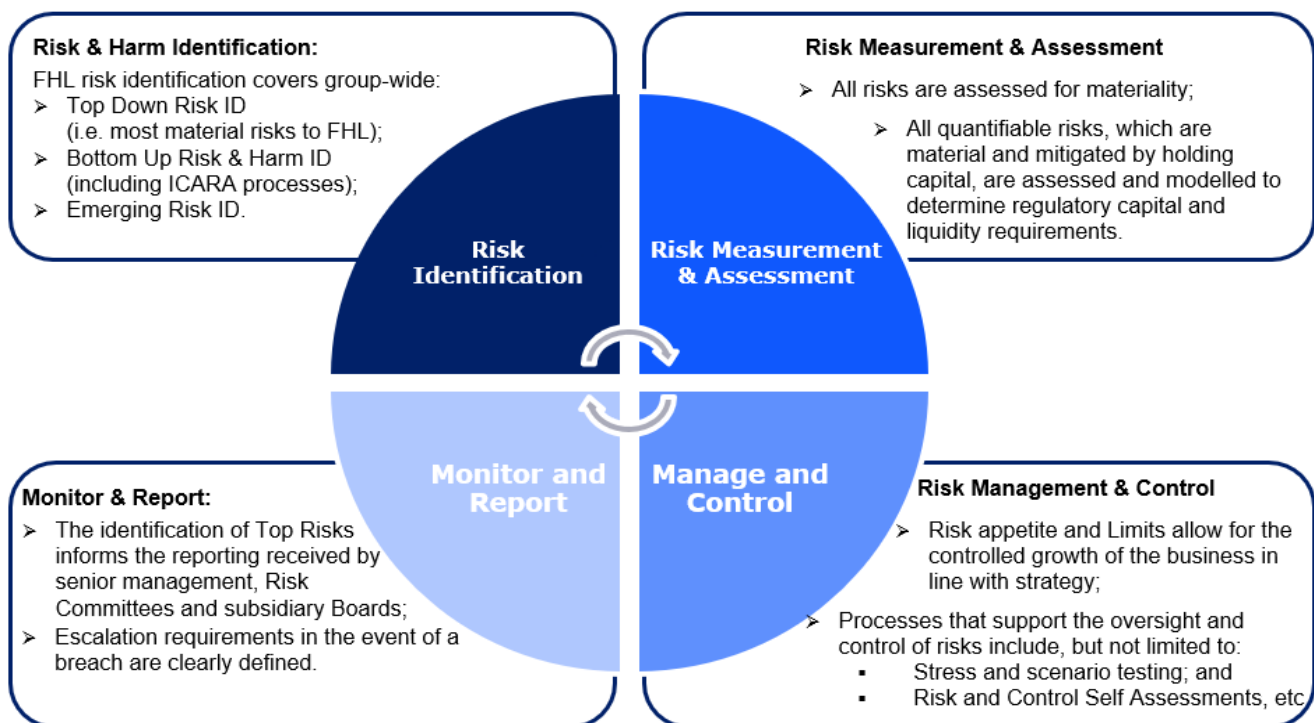 Risk & Harm Identification:
FHL risk identification covers group-wide:
➢ Top Down Risk ID
(i.e. most material risks to FHL);
➢ Bottom Up Risk & Harm ID
(including ICARA processes);
➢ Emerging Risk ID.
Risk Measurement & Assessment
➢ All risks are assessed for materiality;
➢ All quantifiable risks, which are
material and mitigated by holding
capital, are assessed and modelled to
determine regulatory capital and
liquidity requirements.
Risk
Identification
Risk Measurement
& Assessment
Monitor and
Report
Manage and
Control
Monitor & Report:
➢ The identification of Top Risks
informs the reporting received by
senior management, Risk
Committees and subsidiary Boards;
➢ Escalation requirements in the event of a
breach are clearly defined.
Risk Management & Control
➢ Risk appetite and Limits allow for the
controlled growth of the business in
line with strategy;
➢ Processes that support the oversight and
control of risks include, but not limited to:
▪ Stress and scenario testing; and
▪ Risk and Control Self Assessments, etc